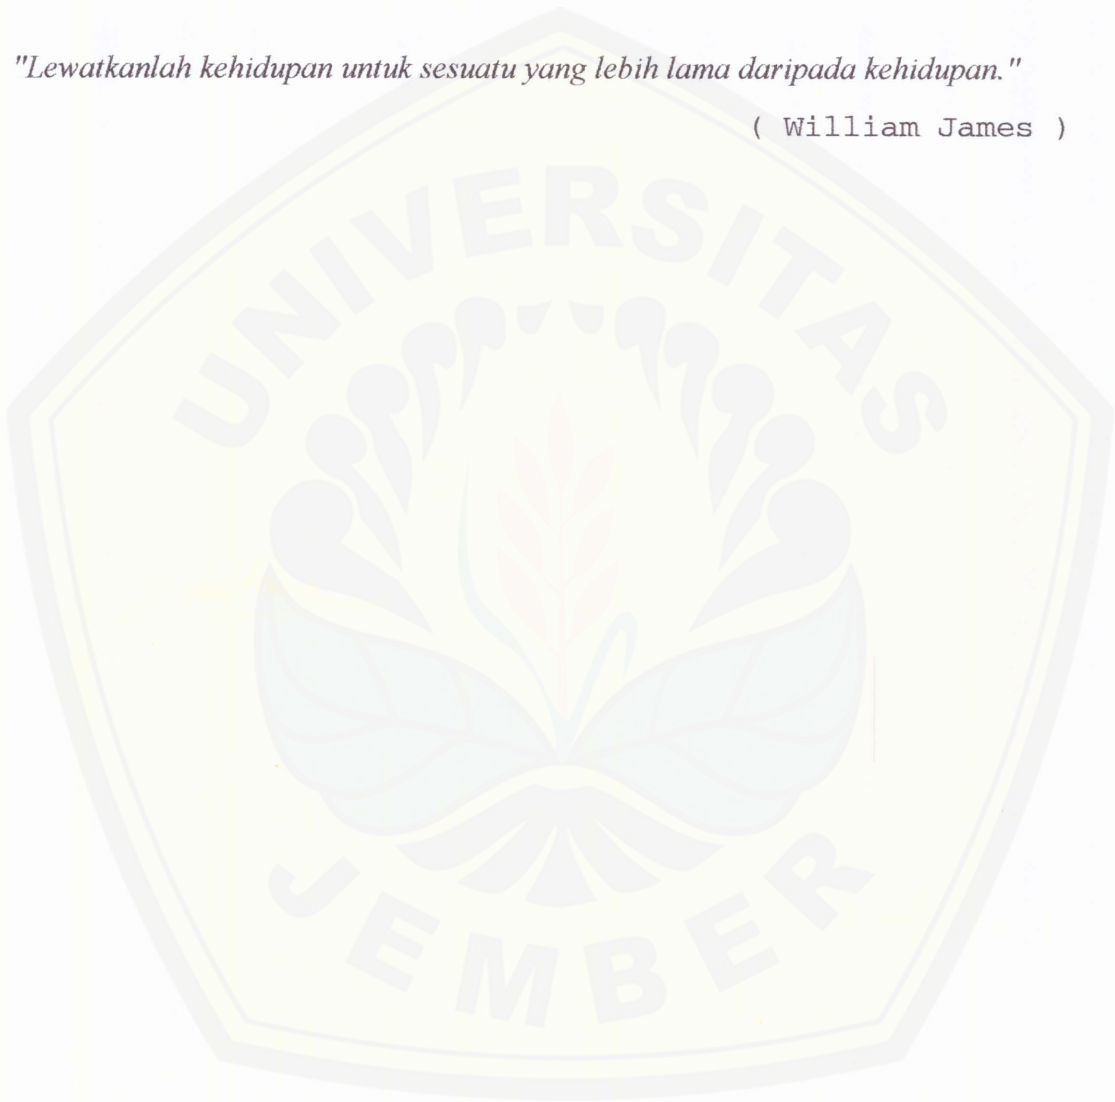 "Lewatkanlah kehidupan untuk sesuatu yang lebih lama daripada kehidupan."
( William James )
UNIVERSITAS
JEMBER